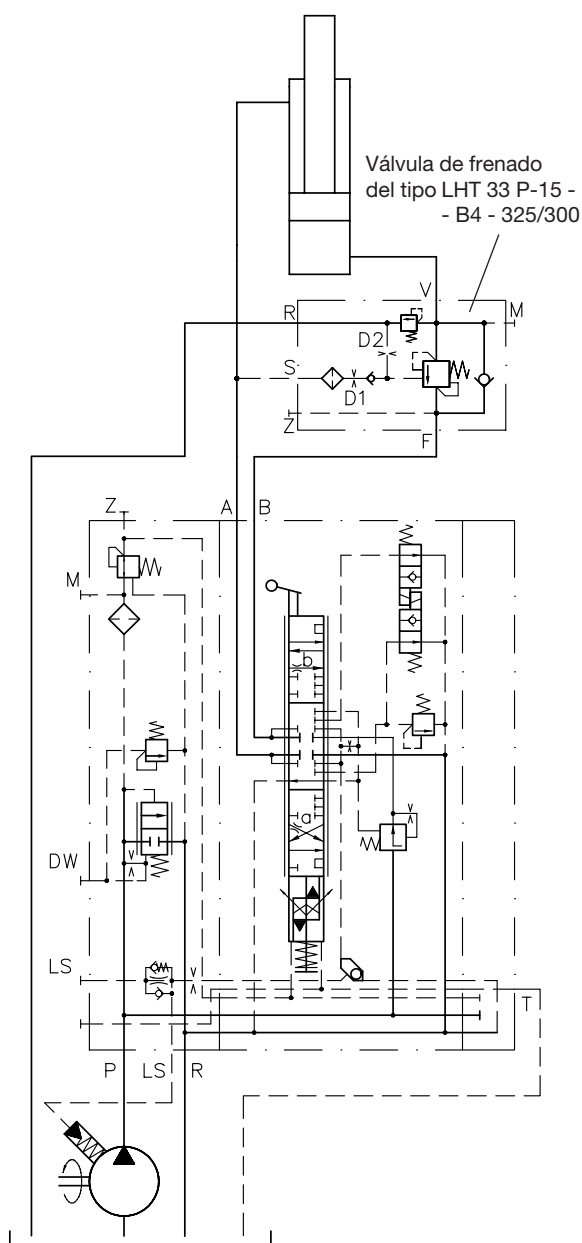 Válvula de frenado
del tipo LHT 33 P-15 -
- B4 - 325/300
V
R
M
D2
S
D1
Z
F
Z
A
B
M
b
a
DW
LS
T
P
LS
R